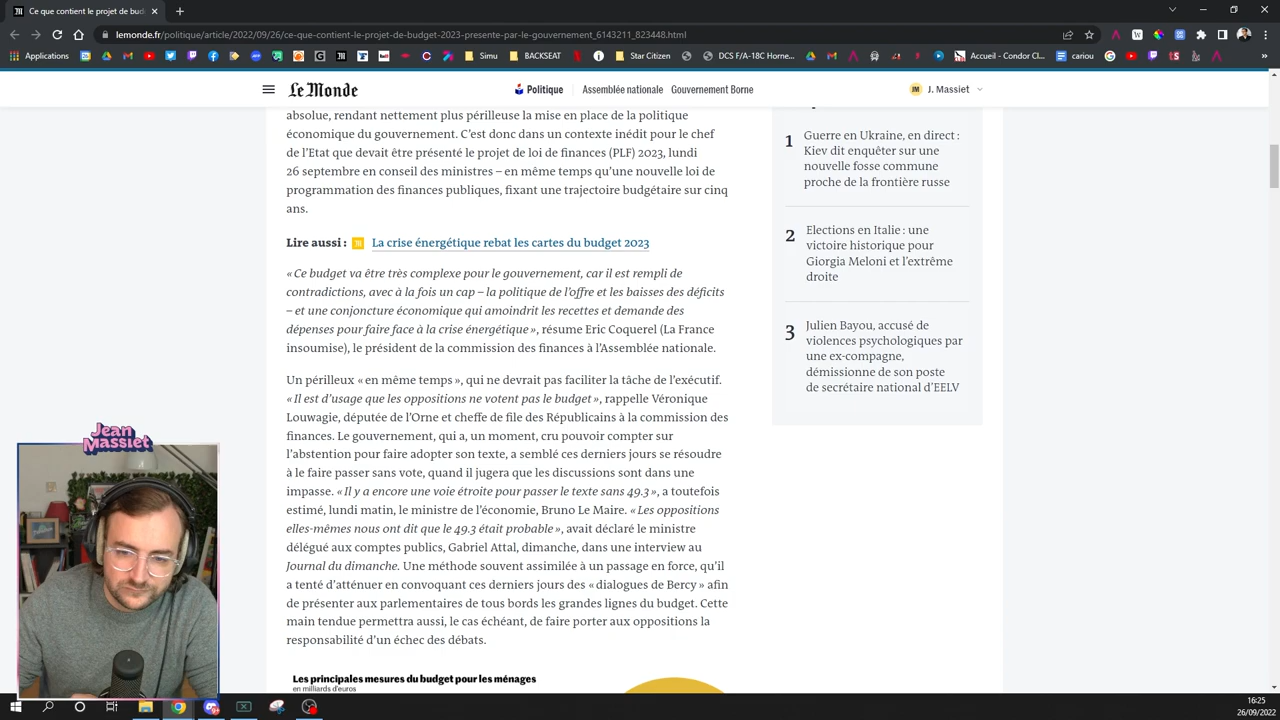 Ce que contient le projet de bud
lemonde.fr/politique/article/2022/09/26/ce-que-contient-le-projet-de-budget-2023-presente-par-le-gouvernement_6143211_823448.html
Applications
Simu
BACKSEAT
Star Citizen
DCS F/A-18C Horne...
Accueil - Condor Cl...
cariou
Le Monde
Politique
Assemblée nationale
Gouvernement Borne
JM
J. Massiet
absolue, rendant nettement plus périlleuse la mise en place de la politique
économique du gouvernement. C'est donc dans un contexte inédit pour le chef
de l'Etat que devait être présenté le projet de loi de finances (PLF) 2023, lundi
26 septembre en conseil des ministres – en même temps qu'une nouvelle loi de
programmation des finances publiques, fixant une trajectoire budgétaire sur cinq
ans.
Lire aussi : La crise énergétique rebat les cartes du budget 2023
« Ce budget va être très complexe pour le gouvernement, car il est rempli de
contradictions, avec à la fois un cap – la politique de l'offre et les baisses des déficits
– et une conjoncture économique qui amoindrit les recettes et demande des
dépenses pour faire face à la crise énergétique », résume Eric Coquerel (La France
insoumise), le président de la commission des finances à l'Assemblée nationale.
Un périlleux « en même temps », qui ne devrait pas faciliter la tâche de l'exécutif.
« Il est d'usage que les oppositions ne votent pas le budget », rappelle Véronique
Louwagie, députée de l'Orne et cheffe de file des Républicains à la commission des
finances. Le gouvernement, qui a, un moment, cru pouvoir compter sur
l'abstention pour faire adopter son texte, a semblé ces derniers jours se résoudre
à le faire passer sans vote, quand il jugera que les discussions sont dans une
impasse. « Il y a encore une voie étroite pour passer le texte sans 49.3 », a toutefois
estimé, lundi matin, le ministre de l'économie, Bruno Le Maire. « Les oppositions
elles-mêmes nous ont dit que le 49.3 était probable », avait déclaré le ministre
délégué aux comptes publics, Gabriel Attal, dimanche, dans une interview au
Journal du dimanche. Une méthode souvent assimilée à un passage en force, qu'il
a tenté d'atténuer en convoquant ces derniers jours des « dialogues de Bercy » afin
de présenter aux parlementaires de tous bords les grandes lignes du budget. Cette
main tendue permettra aussi, le cas échéant, de faire porter aux oppositions la
responsabilité d'un échec des débats.
Les principales mesures du budget pour les ménages
en milliards d'euros
1 Guerre en Ukraine, en direct :
Kiev dit enquêter sur une
nouvelle fosse commune
proche de la frontière russe
2 Elections en Italie : une
victoire historique pour
Giorgia Meloni et l'extrême
droite
3 Julien Bayou, accusé de
violences psychologiques par
une ex-compagne,
démissionne de son poste
de secrétaire national d'EELV
Jean
Massiet
16:25
26/09/2022